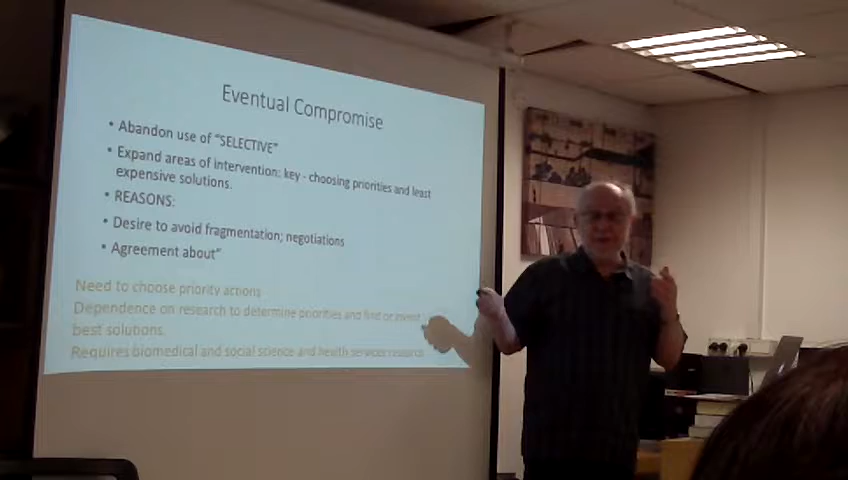 Eventual Compromise
• Abandon use of "SELECTIVE"
• Expand areas of intervention: key - choosing priorities and least
expensive solutions.
• REASONS:
• Desire to avoid fragmentation; negotiations
• Agreement about"
Need to choose priority actions
Dependence on research to determine priorities and find or invent
best solutions.
Requires biomedical and social science and health services research